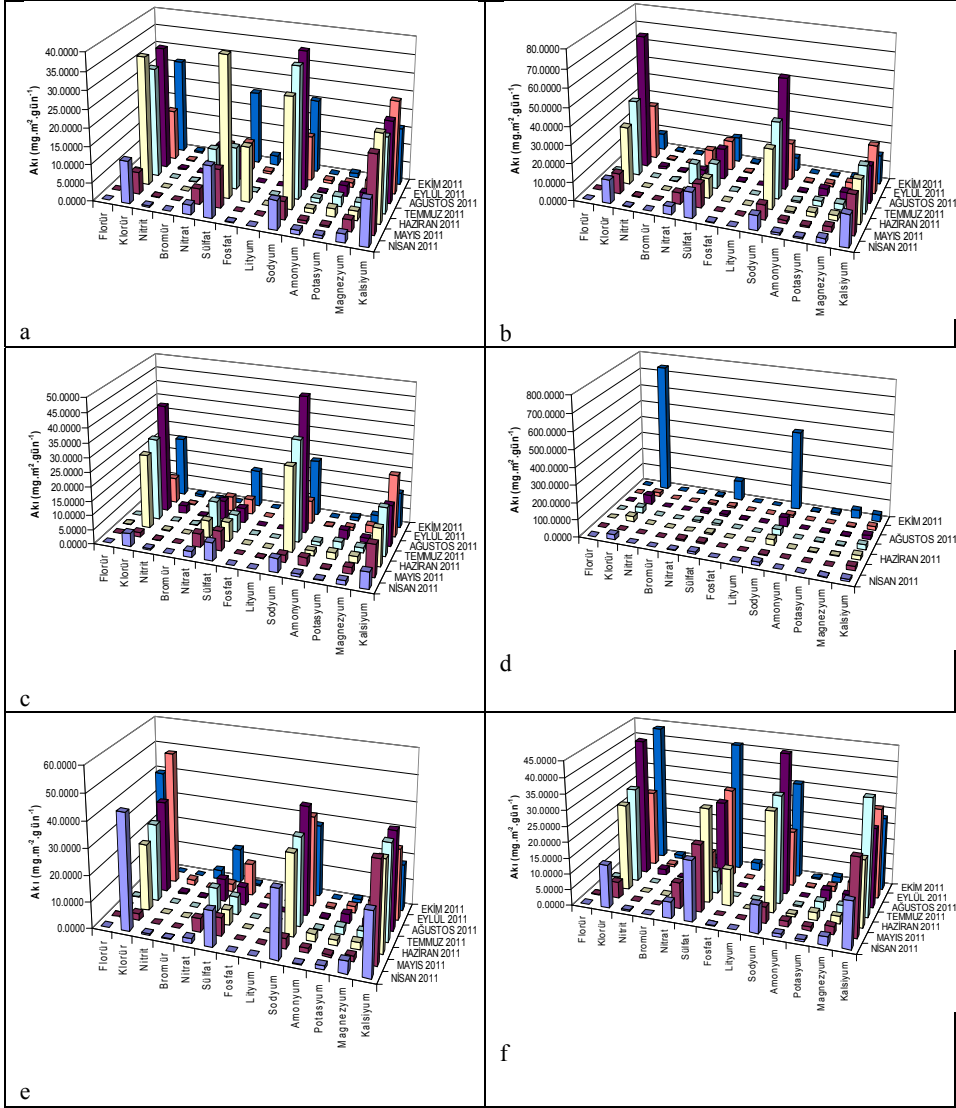 Akı (mg.m⁻².gün⁻¹)
40.0000
35.0000
30.0000
25.0000
20.0000
15.0000
10.0000
5.0000
0.0000
Florür
Klorür
Nitrit
Bromür
Nitrat
Sülfat
Fosfat
Lityum
Sodyum
Amonyum
Potasyum
Magnezyum
Kalsiyum
EKİM 2011
EYLÜL 2011
AĞUSTOS 2011
TEMMUZ 2011
HAZİRAN 2011
MAYIS 2011
NİSAN 2011
a
Akı (mg.m⁻².gün⁻¹)
80.0000
70.0000
60.0000
50.0000
40.0000
30.0000
20.0000
10.0000
0.0000
Florür
Klorür
Nitrit
Bromür
Nitrat
Sülfat
Fosfat
Lityum
Sodyum
Amonyum
Potasyum
Magnezyum
Kalsiyum
EKİM 2011
EYLÜL 2011
AĞUSTOS 2011
TEMMUZ 2011
HAZİRAN 2011
MAYIS 2011
NİSAN 2011
b
Akı (mg.m⁻².gün⁻¹)
50.0000
45.0000
40.0000
35.0000
30.0000
25.0000
20.0000
15.0000
10.0000
5.0000
0.0000
Florür
Klorür
Nitrit
Bromür
Nitrat
Sülfat
Fosfat
Lityum
Sodyum
Amonyum
Potasyum
Magnezyum
Kalsiyum
EKİM 2011
EYLÜL 2011
AĞUSTOS 2011
TEMMUZ 2011
HAZİRAN 2011
MAYIS 2011
NİSAN 2011
c
Akı (mg.m⁻².gün⁻¹)
800.0000
700.0000
600.0000
500.0000
400.0000
300.0000
200.0000
100.0000
0.0000
Florür
Klorür
Nitrit
Bromür
Nitrat
Sülfat
Fosfat
Lityum
Sodyum
Amonyum
Potasyum
Magnezyum
Kalsiyum
EKİM 2011
AĞUSTOS 2011
HAZİRAN 2011
NİSAN 2011
d
Akı (mg.m⁻².gün⁻¹)
60.0000
50.0000
40.0000
30.0000
20.0000
10.0000
0.0000
Florür
Klorür
Nitrit
Bromür
Nitrat
Sülfat
Fosfat
Lityum
Sodyum
Amonyum
Potasyum
Magnezyum
Kalsiyum
EKİM 2011
EYLÜL 2011
AĞUSTOS 2011
TEMMUZ 2011
HAZİRAN 2011
MAYIS 2011
NİSAN 2011
e
Akı (mg.m⁻².gün⁻¹)
45.0000
40.0000
35.0000
30.0000
25.0000
20.0000
15.0000
10.0000
5.0000
0.0000
Florür
Klorür
Nitrit
Bromür
Nitrat
Sülfat
Fosfat
Lityum
Sodyum
Amonyum
Potasyum
Magnezyum
Kalsiyum
EKİM 2011
EYLÜL 2011
AĞUSTOS 2011
TEMMUZ 2011
HAZİRAN 2011
MAYIS 2011
NİSAN 2011
f